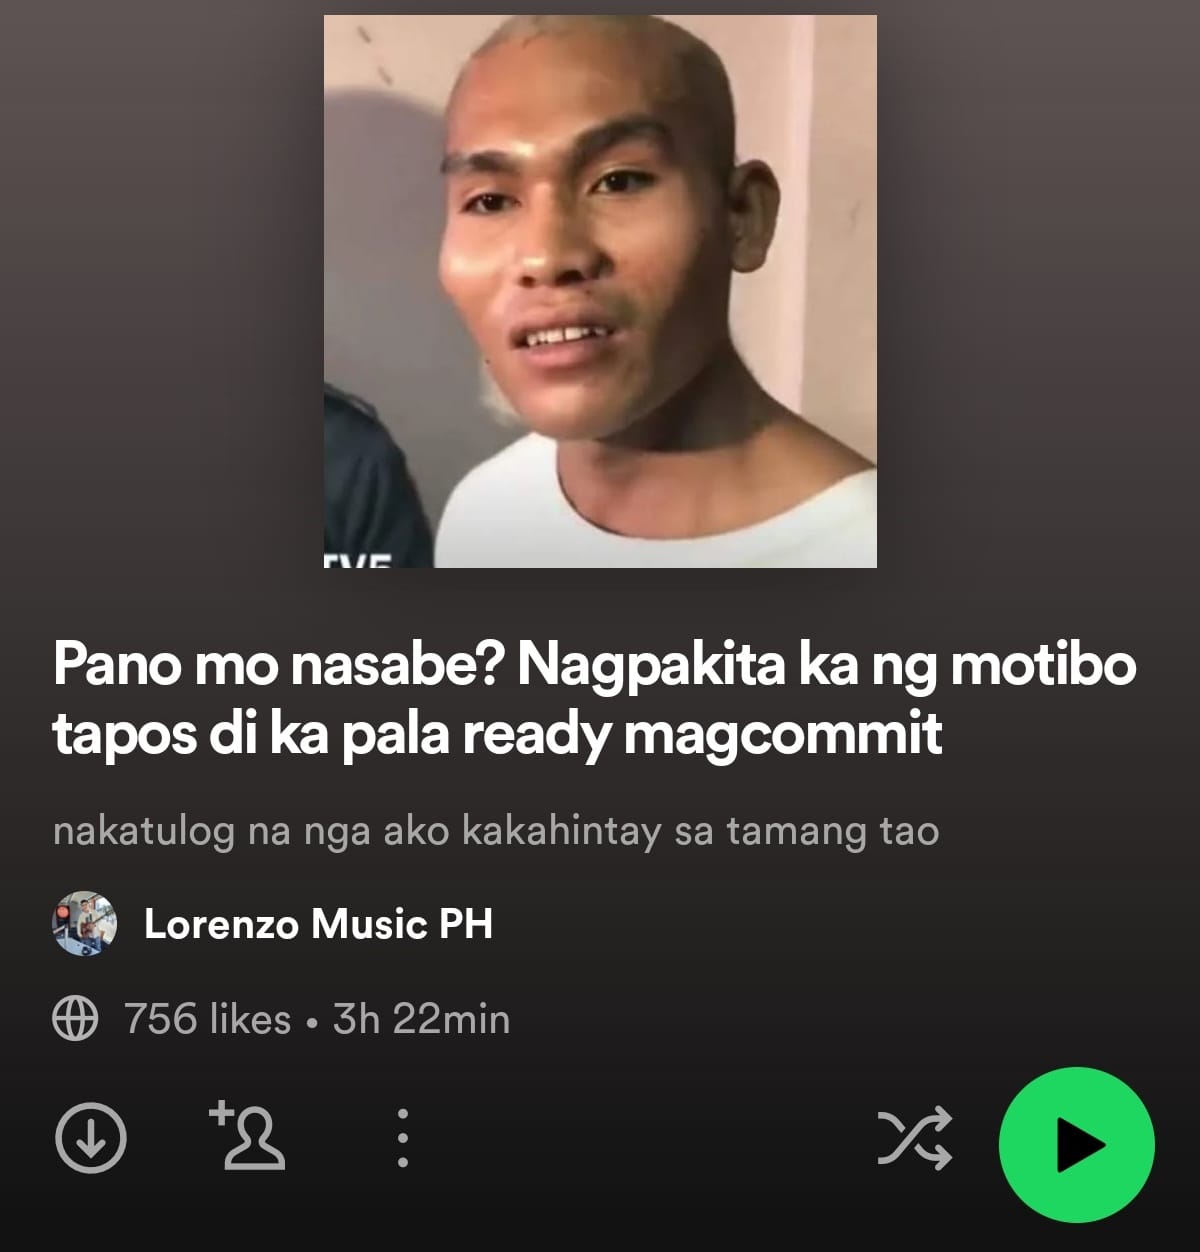 TV5
Pano mo nasabe? Nagpakita ka ng motibo
tapos di ka pala ready magcommit
nakatulog na nga ako kakahintay sa tamang tao
Lorenzo Music PH
756 likes • 3h 22min